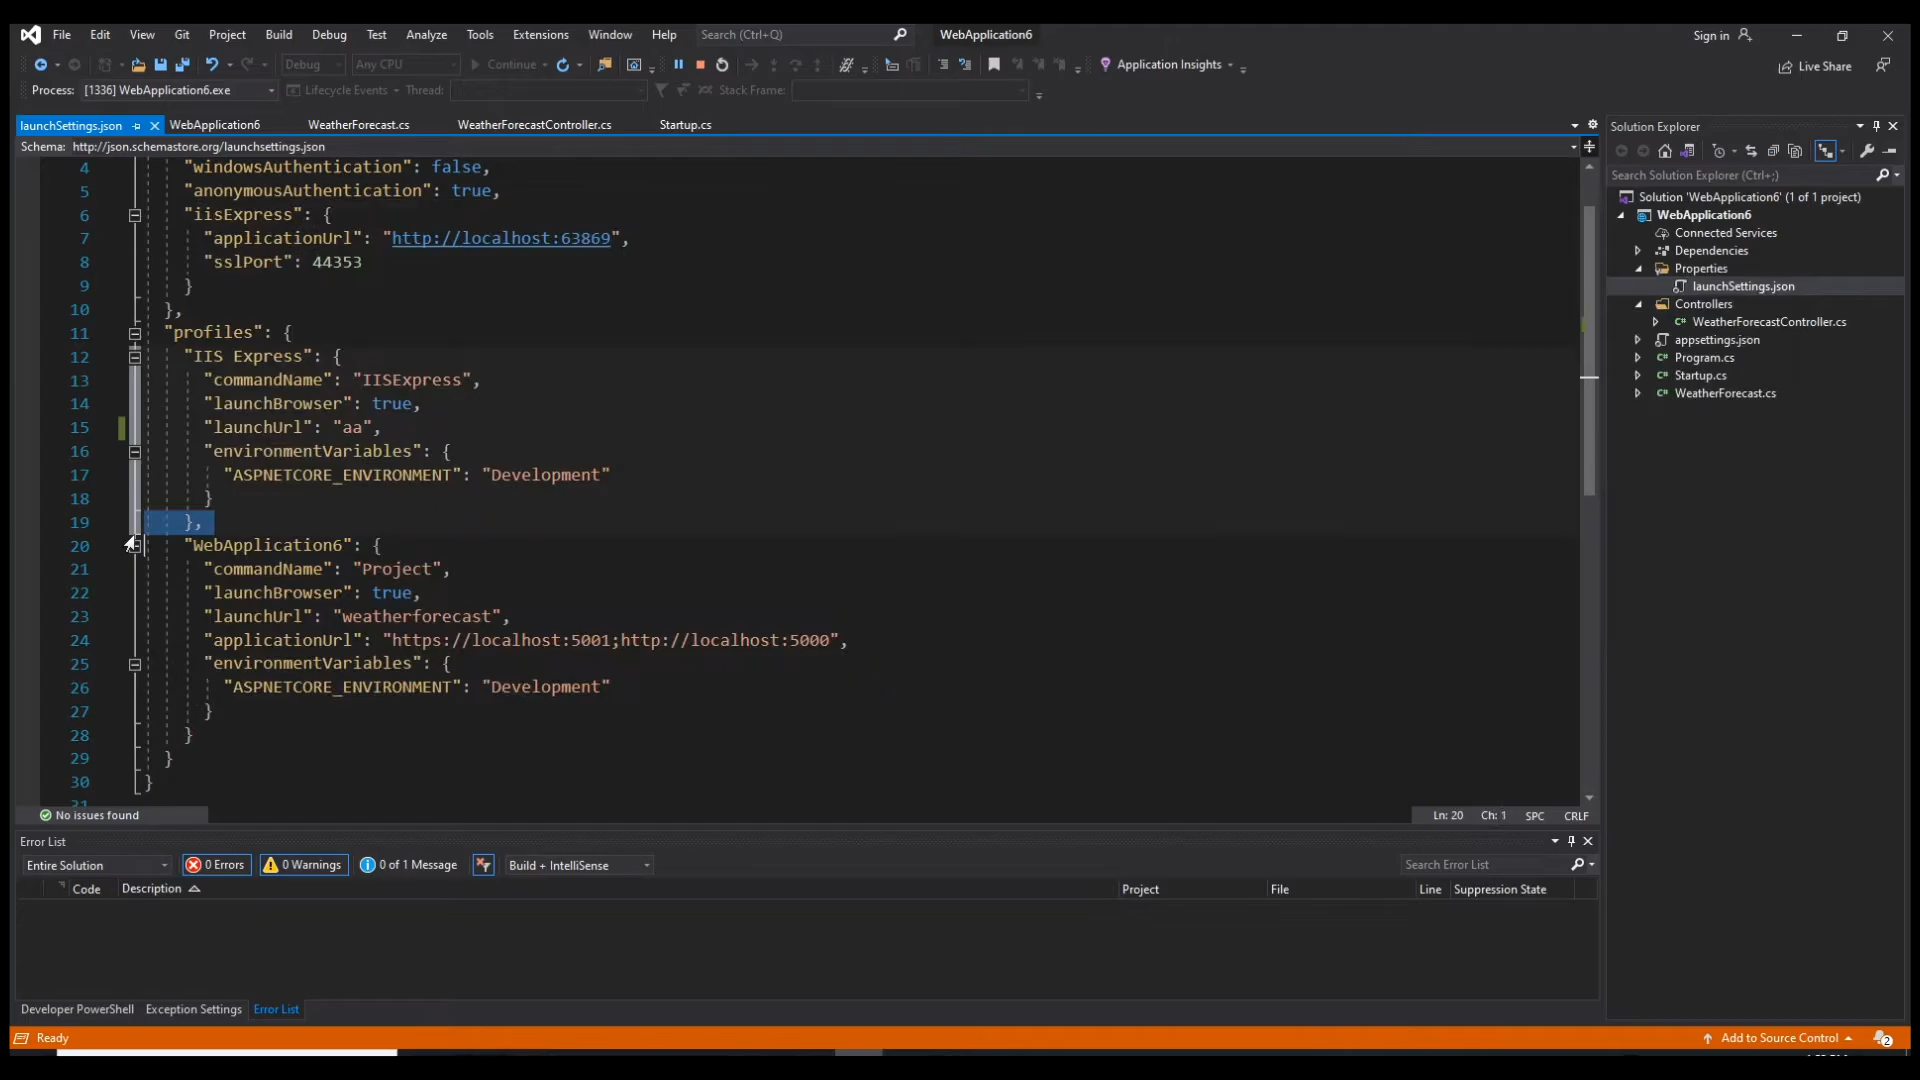 File Edit View Git Project Build Debug Test Analyze Tools Extensions Window Help Search (Ctrl+Q) WebApplication6 Sign in
Debug Any CPU Continue Application Insights Live Share
Process: [1336] WebApplication6.exe Lifecycle Events Thread: Stack Frame:
launchSettings.json WebApplication6 WeatherForecast.cs WeatherForecastController.cs Startup.cs
Schema: http://json.schemastore.org/launchsettings.json
4 "windowsAuthentication": false,
5 "anonymousAuthentication": true,
6 "iisExpress": {
7 "applicationUrl": "http://localhost:63869",
8 "sslPort": 44353
9 }
10 },
11 "profiles": {
12 "IIS Express": {
13 "commandName": "IISExpress",
14 "launchBrowser": true,
15 "launchUrl": "aa",
16 "environmentVariables": {
17 "ASPNETCORE_ENVIRONMENT": "Development"
18 }
19 },
20 "WebApplication6": {
21 "commandName": "Project",
22 "launchBrowser": true,
23 "launchUrl": "weatherforecast",
24 "applicationUrl": "https://localhost:5001;http://localhost:5000",
25 "environmentVariables": {
26 "ASPNETCORE_ENVIRONMENT": "Development"
27 }
28 }
29 }
30 }
31
No issues found Ln: 20 Ch: 1 SPC CRLF
Solution Explorer
Search Solution Explorer (Ctrl+;)
Solution 'WebApplication6' (1 of 1 project)
WebApplication6
Connected Services
Dependencies
Properties
launchSettings.json
Controllers
C# WeatherForecastController.cs
appsettings.json
C# Program.cs
C# Startup.cs
C# WeatherForecast.cs
Error List
Entire Solution 0 Errors 0 Warnings 0 of 1 Message Build + IntelliSense Search Error List
Code Description Project File Line Suppression State
Developer PowerShell Exception Settings Error List
Ready Add to Source Control 2